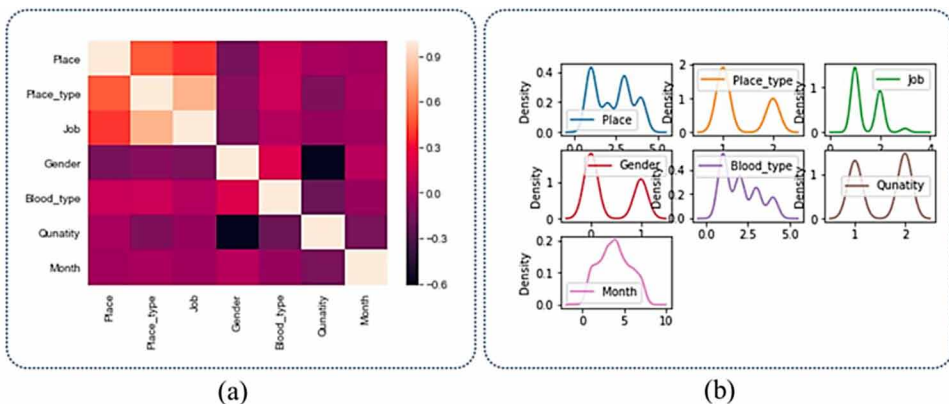 Place
Place_type
Job
Gender
Blood_type
Qunatity
Month
Place
Place_type
Job
Gender
Blood_type
Qunatity
Month
0.9
0.6
0.3
0.0
−0.3
−0.6
(a)
Density
0.4
0.2
0.0
Place
0.0 2.5 5.0
Density
2
1
0
Place_type
1 2
Density
1
0
Job
0 2 4
Density
1
0
Gender
0 1
Density
0.4
0.2
0.0
Blood_type
0.0 2.5 5.0
Density
1
0
Qunatity
1 2
Density
0.2
0.1
0.0
Month
0 5 10
(b)